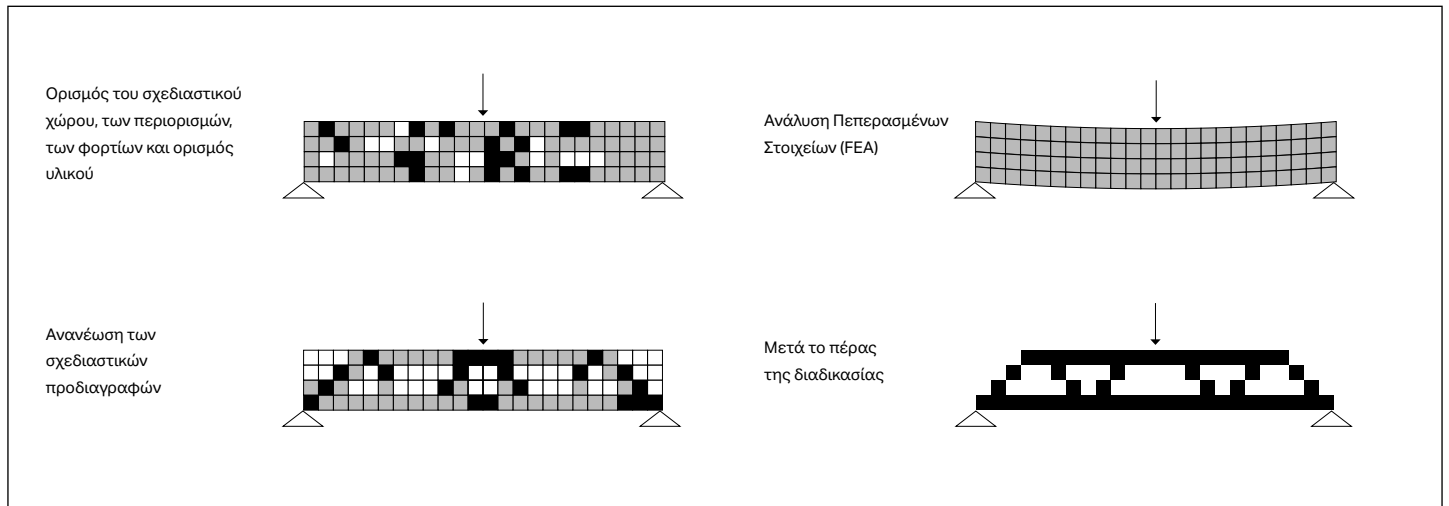 Ορισμός του σχεδιαστικού
χώρου, των περιορισμών,
των φορτίων και ορισμός
υλικού
Ανάλυση Πεπερασμένων
Στοιχείων (FEA)
Ανανέωση των
σχεδιαστικών
προδιαγραφών
Μετά το πέρας
της διαδικασίας